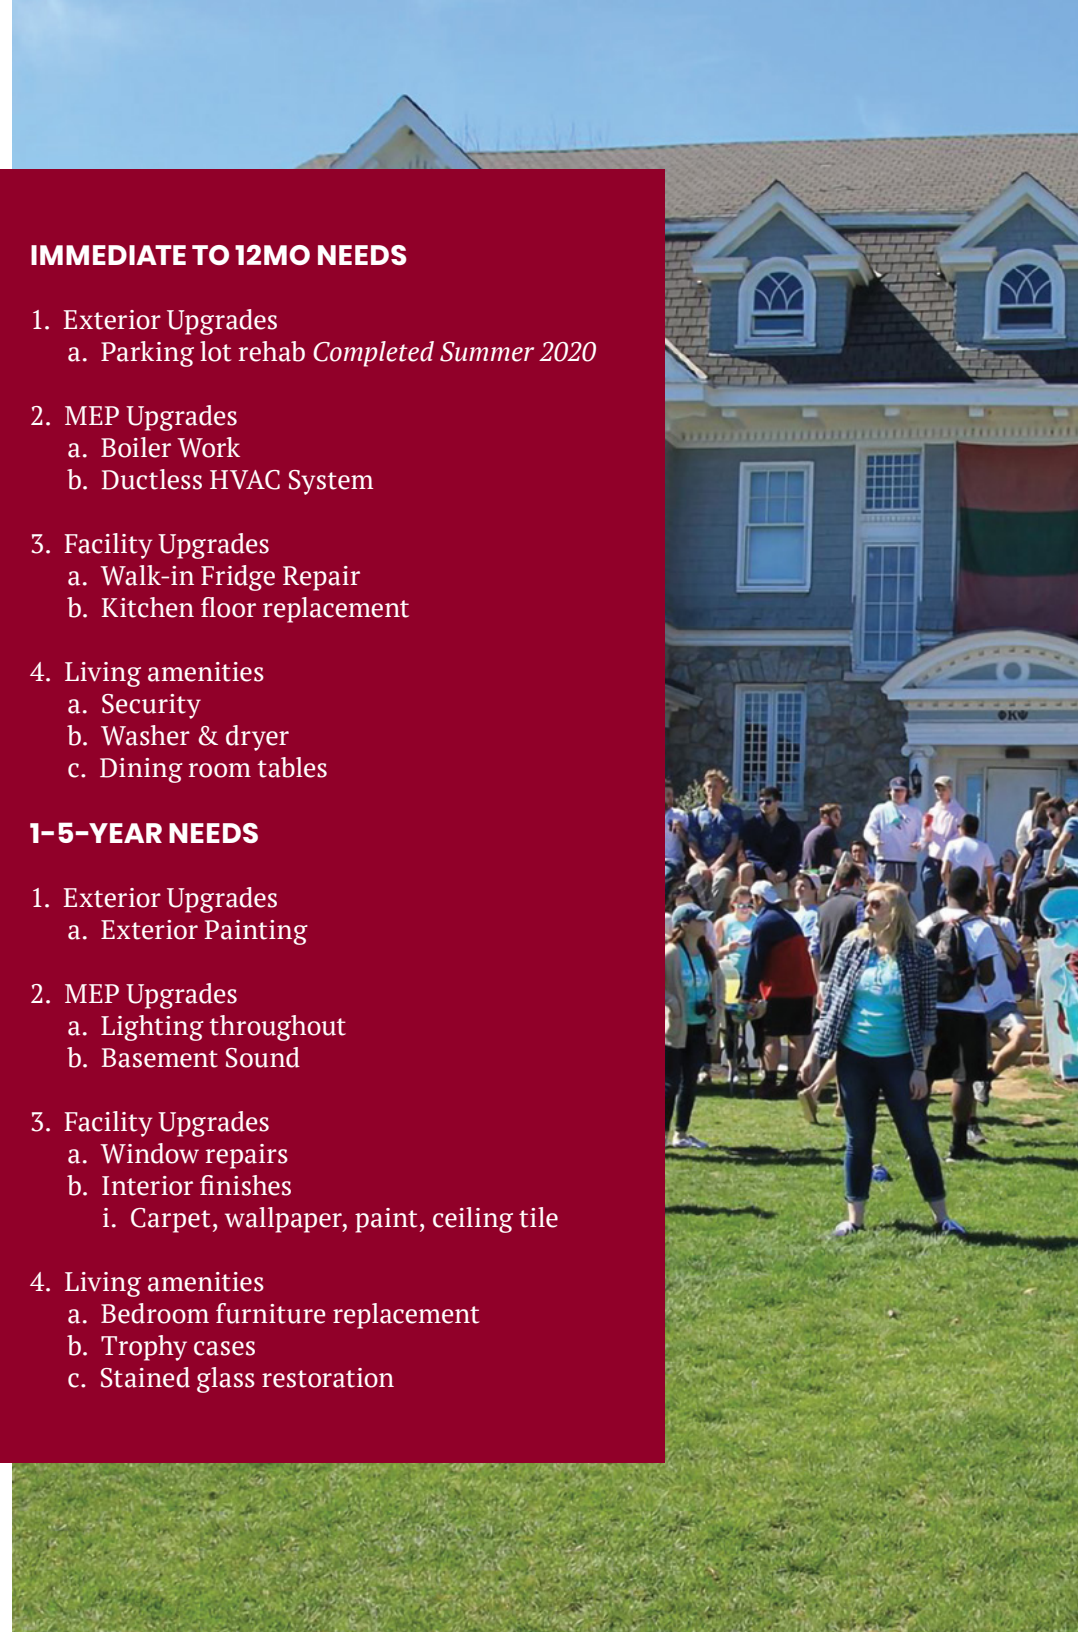 IMMEDIATE TO 12MO NEEDS
1. Exterior Upgrades
a. Parking lot rehab Completed Summer 2020
2. MEP Upgrades
a. Boiler Work
b. Ductless HVAC System
3. Facility Upgrades
a. Walk-in Fridge Repair
b. Kitchen floor replacement
4. Living amenities
a. Security
b. Washer & dryer
c. Dining room tables
1-5-YEAR NEEDS
1. Exterior Upgrades
a. Exterior Painting
2. MEP Upgrades
a. Lighting throughout
b. Basement Sound
3. Facility Upgrades
a. Window repairs
b. Interior finishes
i. Carpet, wallpaper, paint, ceiling tile
4. Living amenities
a. Bedroom furniture replacement
b. Trophy cases
c. Stained glass restoration
ΦΚΨ